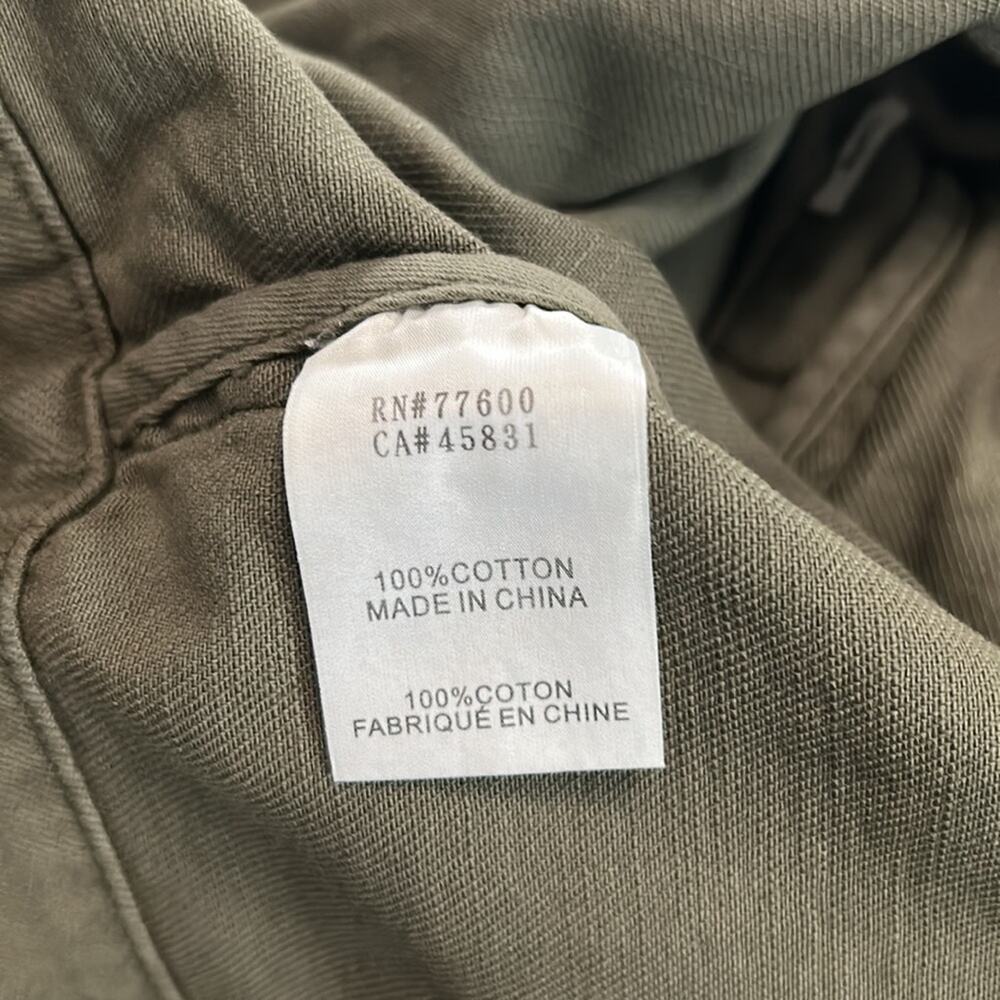 RN#77600
CA#45831
100%COTTON
MADE IN CHINA
100%COTON
FABRIQUÉ EN CHINE